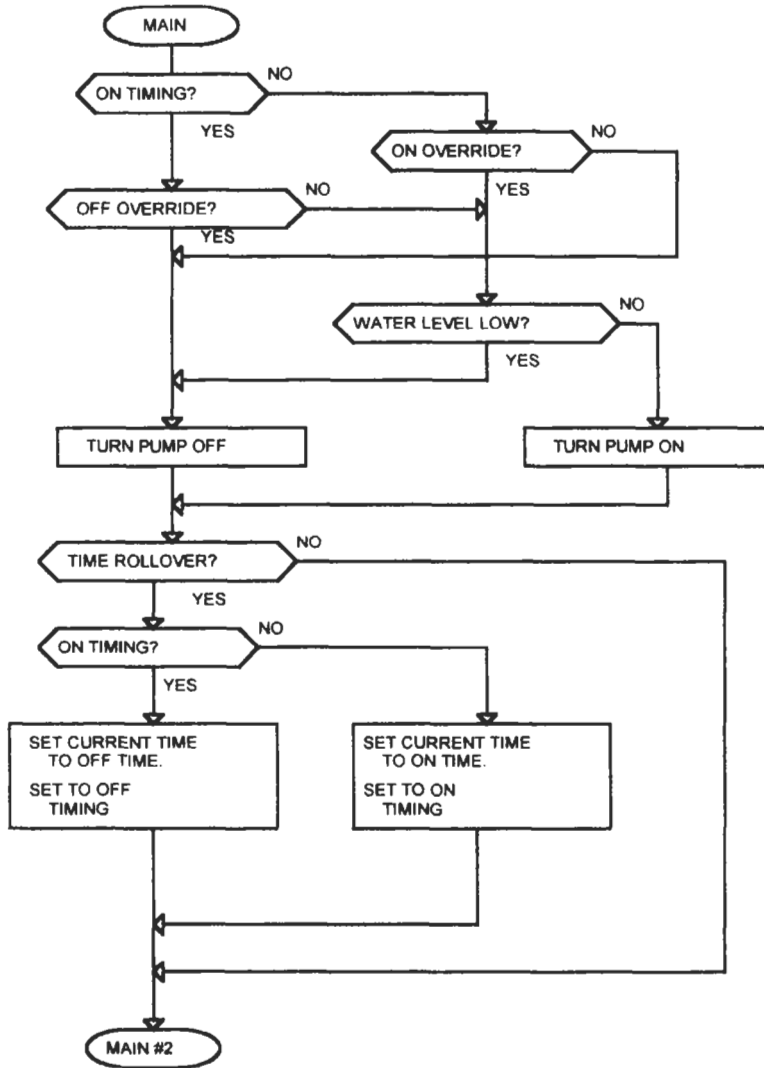 MAIN
NO
ON TIMING?
YES
NO
ON OVERRIDE?
NO
YES
OFF OVERRIDE?
YES
NO
WATER LEVEL LOW?
YES
TURN PUMP OFF
TURN PUMP ON
NO
TIME ROLLOVER?
YES
NO
ON TIMING?
YES
SET CURRENT TIME
TO OFF TIME.
SET TO OFF
TIMING
SET CURRENT TIME
TO ON TIME.
SET TO ON
TIMING
MAIN #2